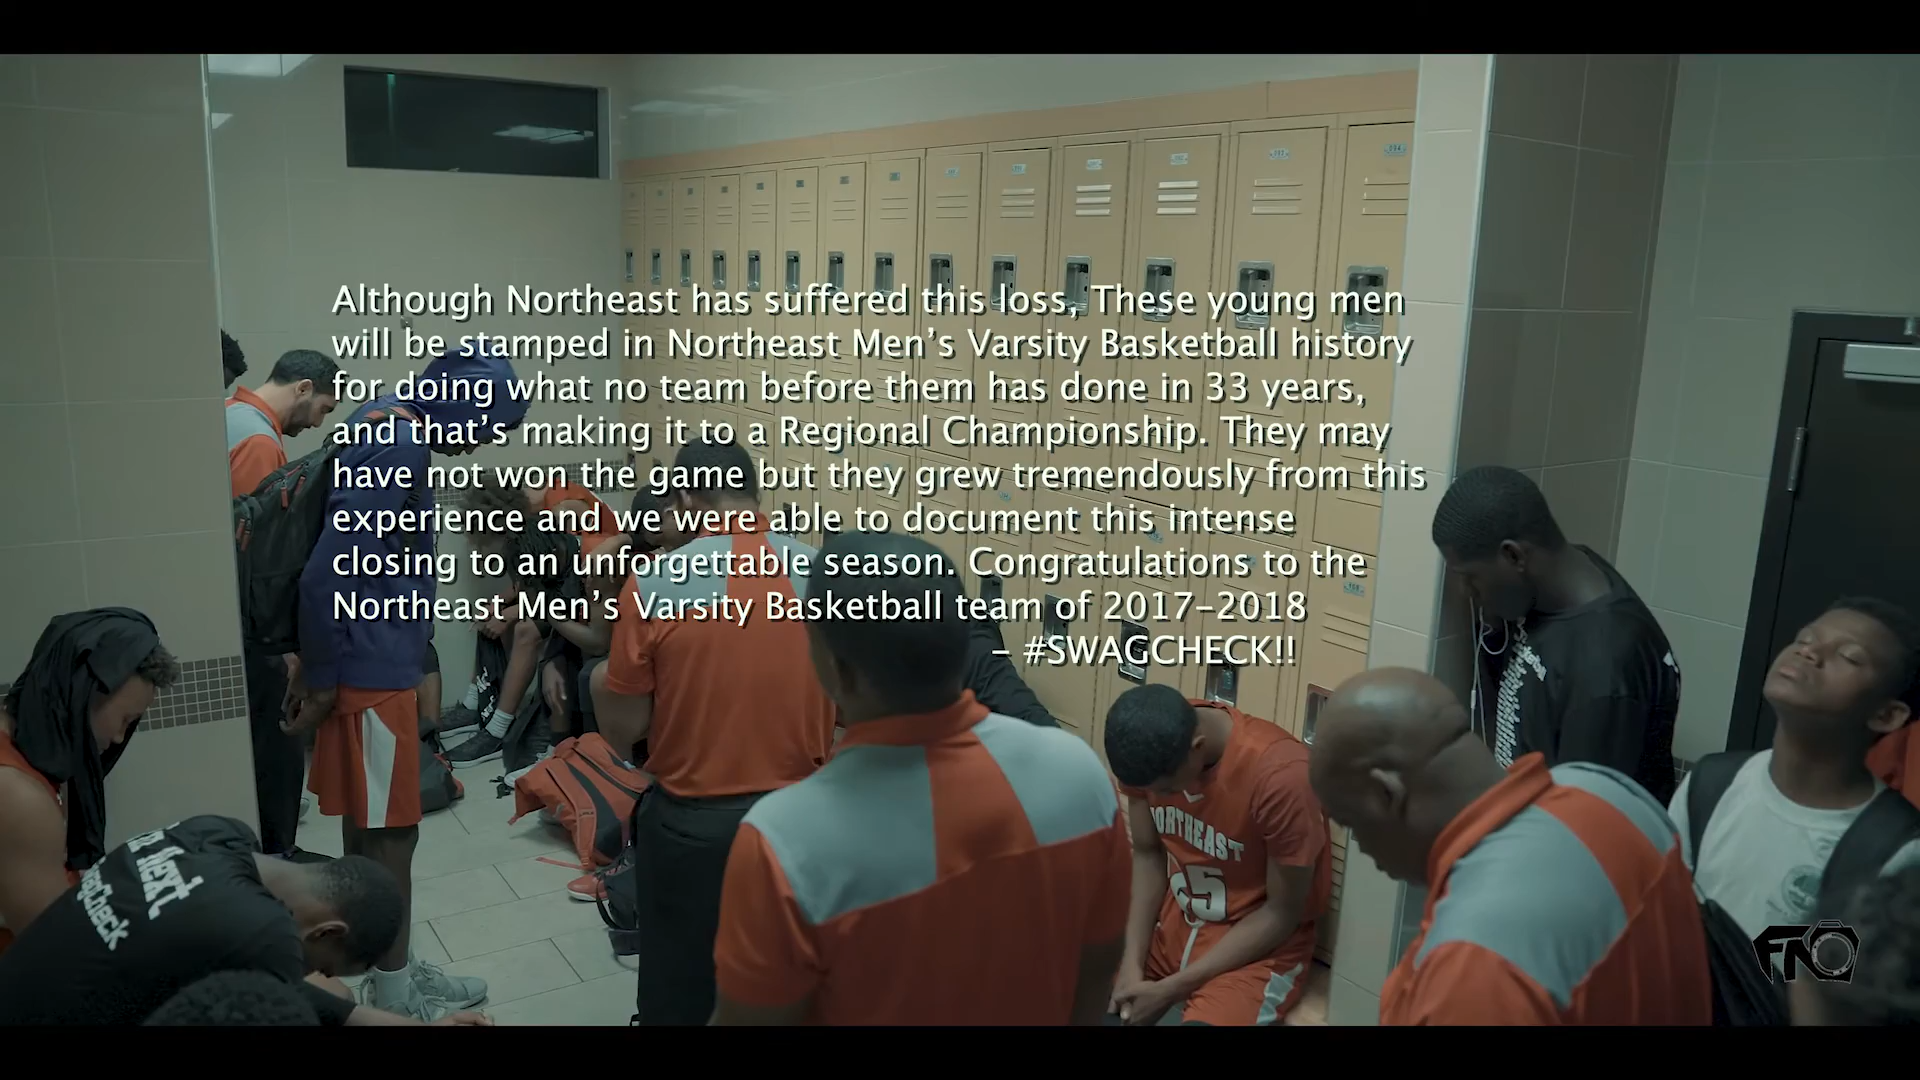 Although Northeast has suffered this loss, These young men
will be stamped in Northeast Men's Varsity Basketball history
for doing what no team before them has done in 33 years,
and that's making it to a Regional Championship. They may
have not won the game but they grew tremendously from this
experience and we were able to document this intense
closing to an unforgettable season. Congratulations to the
Northeast Men's Varsity Basketball team of 2017-2018
- #SWAGCHECK!!
NORTHEAST
Next
FNO